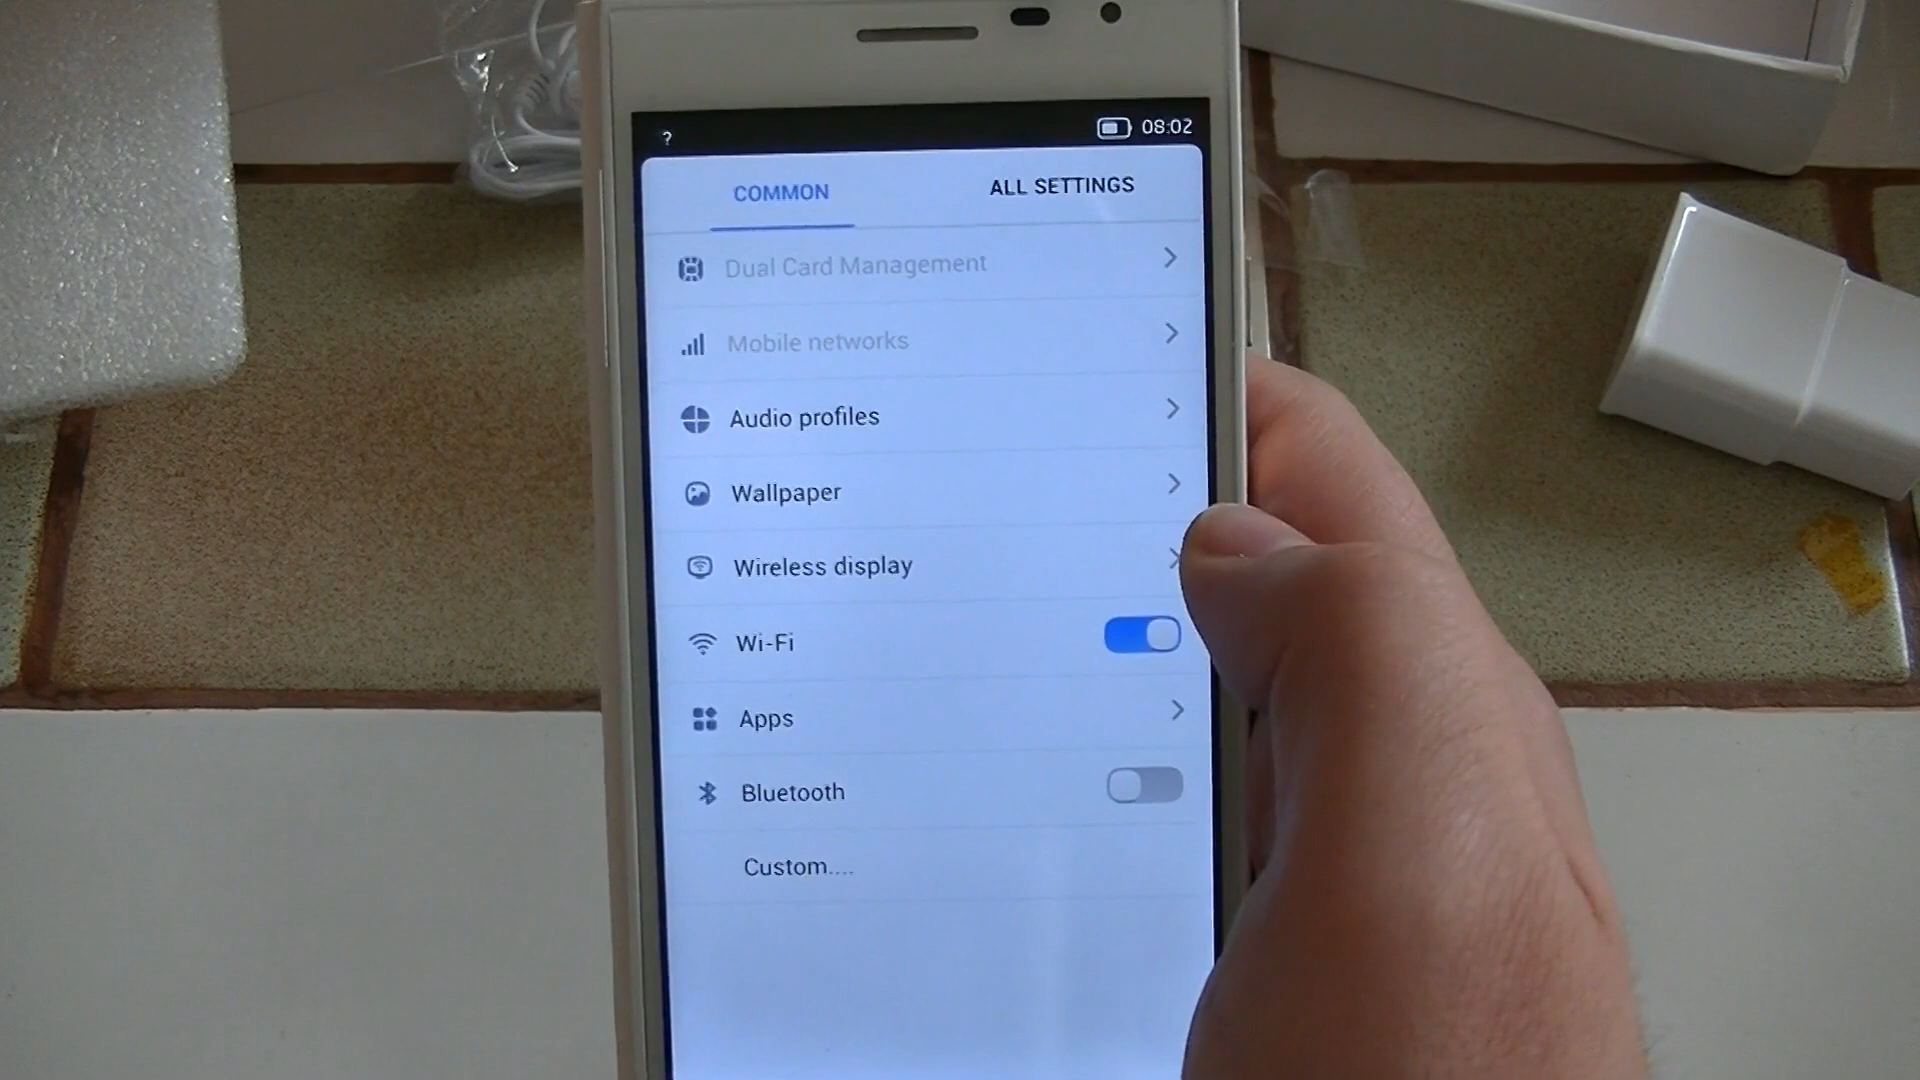 ?
08:02
COMMON
ALL SETTINGS
Dual Card Management
Mobile networks
Audio profiles
Wallpaper
Wireless display
Wi-Fi
Apps
Bluetooth
Custom....